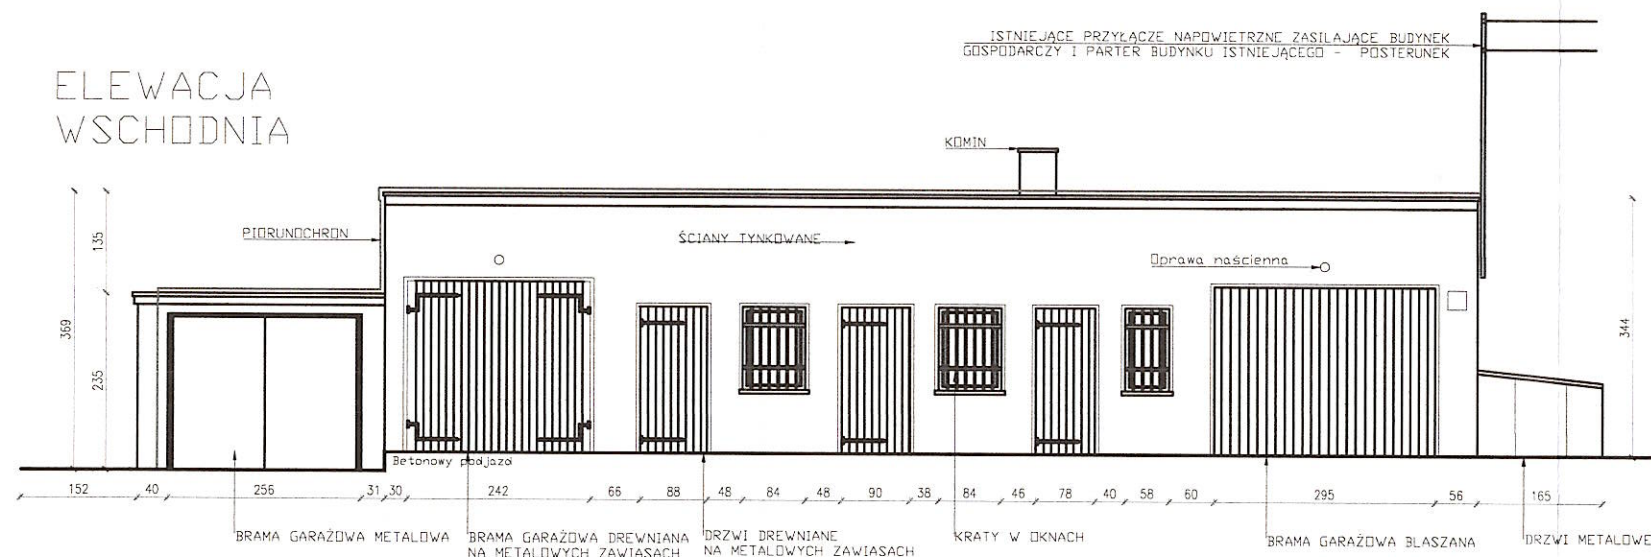 ISTNIEJĄCE PRZYŁĄCZE NAPOWIETRZNE ZASILAJĄCE BUDYNEK
GOSPODARCZY I PARTER BUDYNKU ISTNIEJĄCEGO - POSTERUNEK
ELEWACJA
WSCHODNIA
KOMIN
PIORUNOCHRON
ŚCIANY TYNKOWANE
Oprawa naścienna
135
369
235
344
Betonowy podjazd
152 40 256 31 30 242 66 88 48 84 48 90 38 84 46 78 40 58 60 295 56 165
BRAMA GARAŻOWA METALOWA
BRAMA GARAŻOWA DREWNIANA
NA METALOWYCH ZAWIASACH
DRZWI DREWNIANE
NA METALOWYCH ZAWIASACH
KRATY W OKNACH
BRAMA GARAŻOWA BLASZANA
DRZWI METALOWE